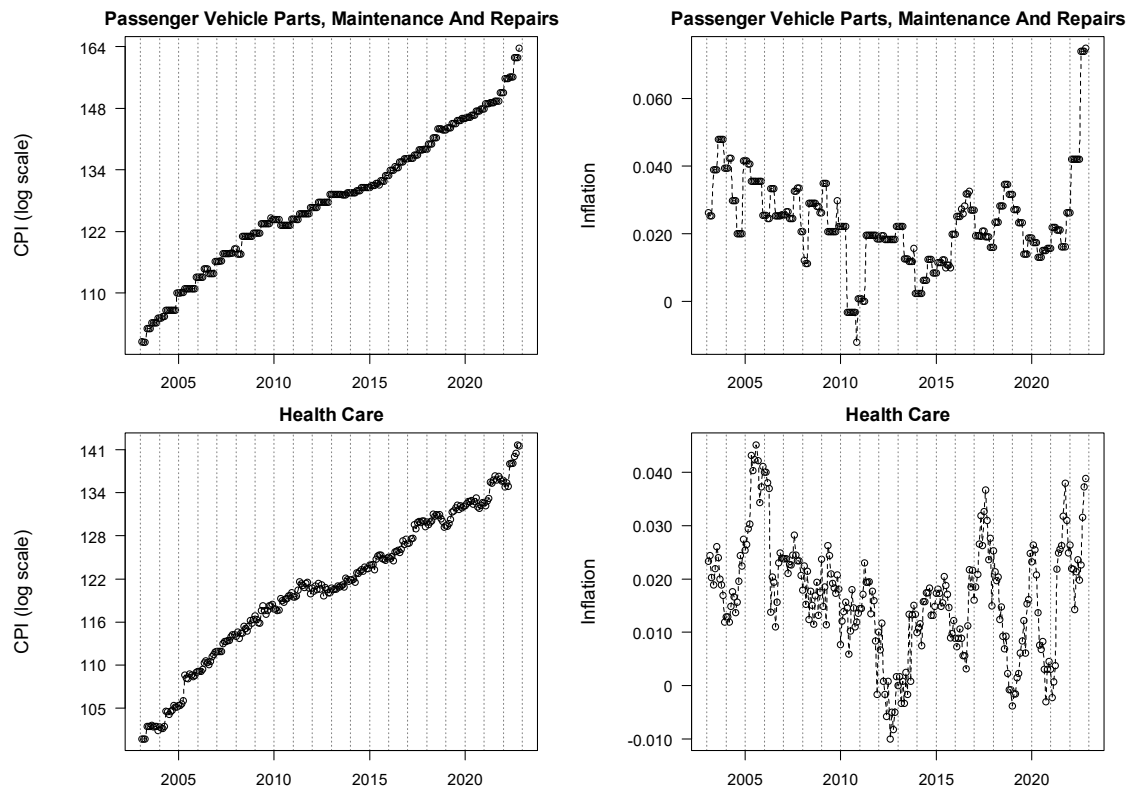 Passenger Vehicle Parts, Maintenance And Repairs
CPI (log scale)
164
148
134
122
110
2005 2010 2015 2020
Passenger Vehicle Parts, Maintenance And Repairs
Inflation
0.060
0.040
0.020
0
2005 2010 2015 2020
Health Care
CPI (log scale)
141
134
128
122
116
110
105
2005 2010 2015 2020
Health Care
Inflation
0.040
0.030
0.020
0.010
0
-0.010
2005 2010 2015 2020